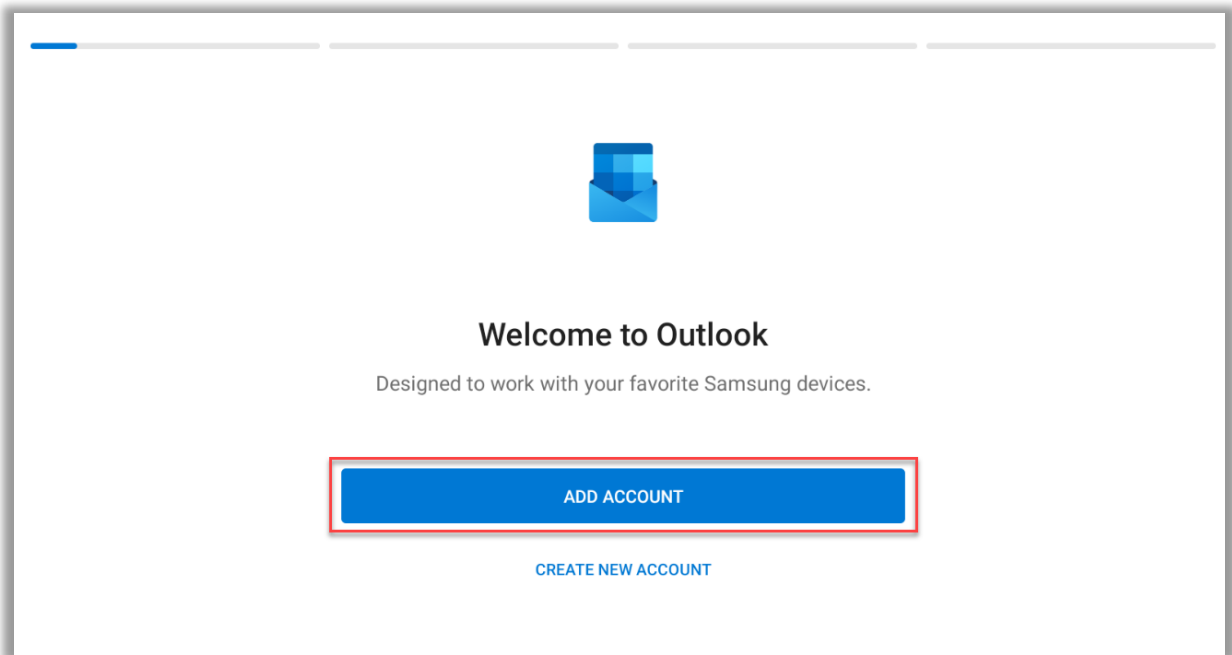 Welcome to Outlook
Designed to work with your favorite Samsung devices.
ADD ACCOUNT
CREATE NEW ACCOUNT